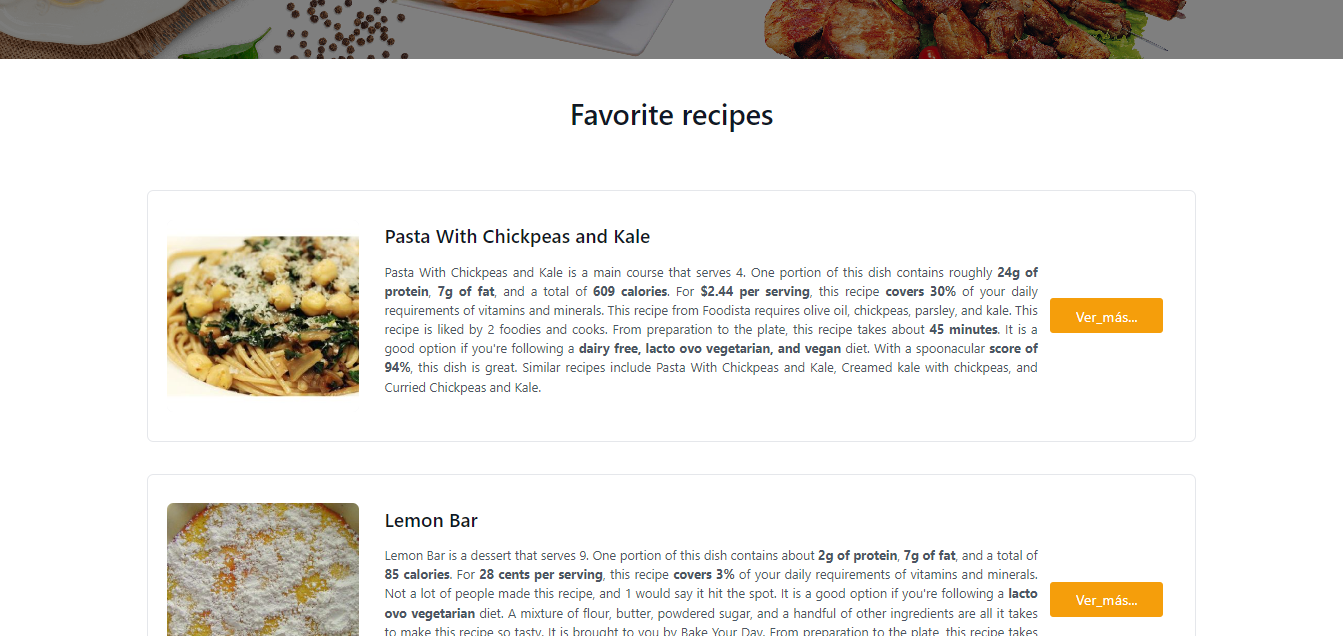 Favorite recipes
Pasta With Chickpeas and Kale
Pasta With Chickpeas and Kale is a main course that serves 4. One portion of this dish contains roughly 24g of
protein, 7g of fat, and a total of 609 calories. For $2.44 per serving, this recipe covers 30% of your daily
requirements of vitamins and minerals. This recipe from Foodista requires olive oil, chickpeas, parsley, and kale. This
recipe is liked by 2 foodies and cooks. From preparation to the plate, this recipe takes about 45 minutes. It is a
good option if you're following a dairy free, lacto ovo vegetarian, and vegan diet. With a spoonacular score of
94%, this dish is great. Similar recipes include Pasta With Chickpeas and Kale, Creamed kale with chickpeas, and
Curried Chickpeas and Kale.
Ver_más...
Lemon Bar
Lemon Bar is a dessert that serves 9. One portion of this dish contains about 2g of protein, 7g of fat, and a total of
85 calories. For 28 cents per serving, this recipe covers 3% of your daily requirements of vitamins and minerals.
Not a lot of people made this recipe, and 1 would say it hit the spot. It is a good option if you're following a lacto
ovo vegetarian diet. A mixture of flour, butter, powdered sugar, and a handful of other ingredients are all it takes
to make this recipe so tasty. It is brought to you by Bake Your Day. From preparation to the plate, this recipe takes
Ver_más...